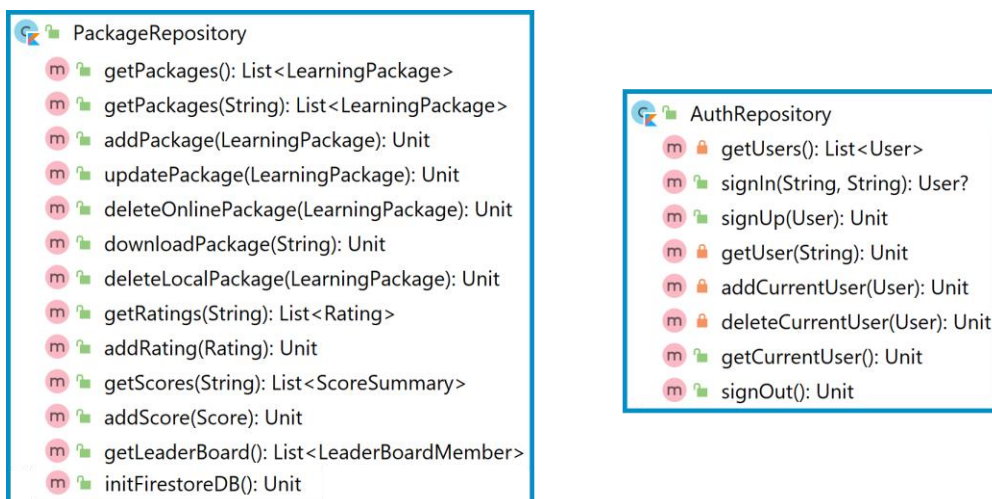 PackageRepository
getPackages(): List<LearningPackage>
getPackages(String): List<LearningPackage>
addPackage(LearningPackage): Unit
updatePackage(LearningPackage): Unit
deleteOnlinePackage(LearningPackage): Unit
downloadPackage(String): Unit
deleteLocalPackage(LearningPackage): Unit
getRatings(String): List<Rating>
addRating(Rating): Unit
getScores(String): List<ScoreSummary>
addScore(Score): Unit
getLeaderBoard(): List<LeaderBoardMember>
initFirestoreDB(): Unit
AuthRepository
getUsers(): List<User>
signIn(String, String): User?
signUp(User): Unit
getUser(String): Unit
addCurrentUser(User): Unit
deleteCurrentUser(User): Unit
getCurrentUser(): Unit
signOut(): Unit